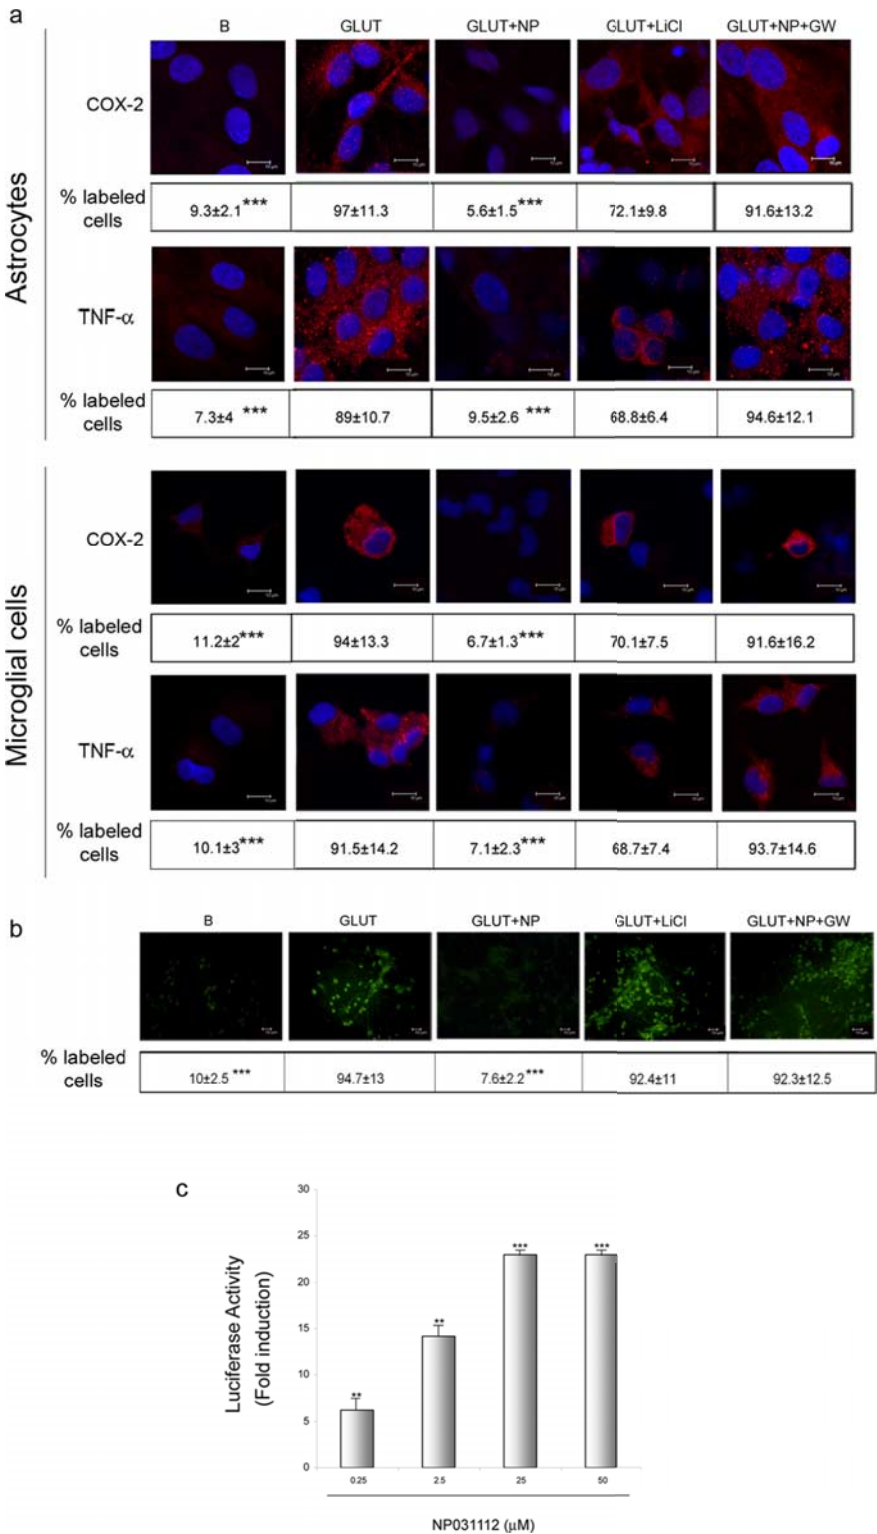 a
B GLUT GLUT+NP GLUT+LiCl GLUT+NP+GW
Astrocytes
COX-2
% labeled cells
9.3±2.1 *** 97±11.3 5.6±1.5 *** 72.1±9.8 91.6±13.2
TNF-α
% labeled cells
7.3±4 *** 89±10.7 9.5±2.6 *** 68.8±6.4 94.6±12.1
Microglial cells
COX-2
% labeled cells
11.2±2*** 94±13.3 6.7±1.3*** 70.1±7.5 91.6±16.2
TNF-α
% labeled cells
10.1±3*** 91.5±14.2 7.1±2.3*** 68.7±7.4 93.7±14.6
b
B GLUT GLUT+NP GLUT+LiCl GLUT+NP+GW
% labeled cells
10±2.5 *** 94.7±13 7.6±2.2 *** 92.4±11 92.3±12.5
c
Luciferase Activity
(Fold induction)
30
25
20
15
10
5
0
** ** *** ***
0.25 2.5 25 50
NP031112 (μM)